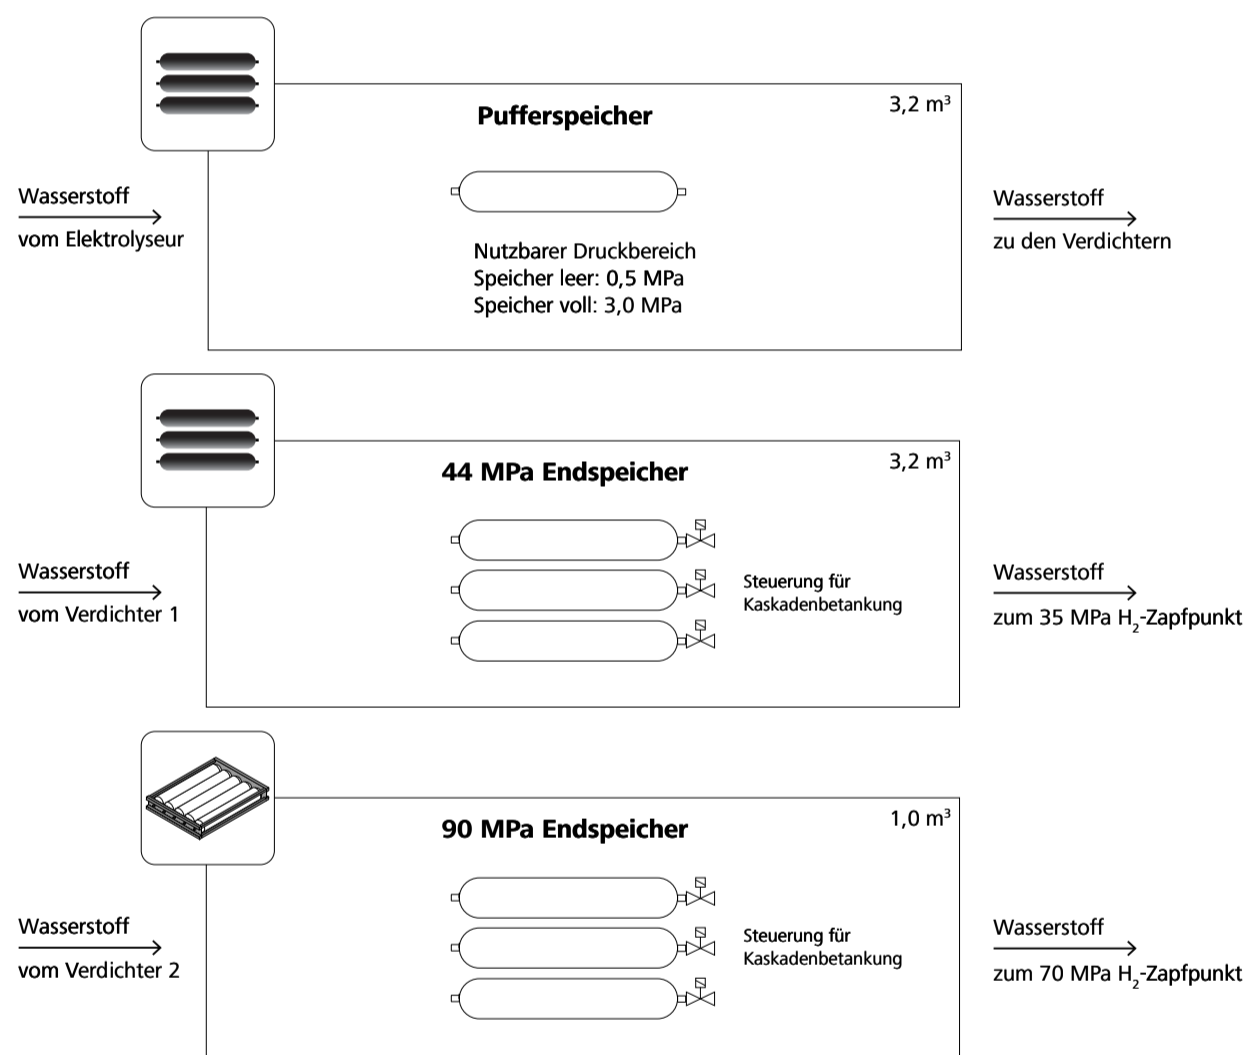 3,2 m³
Pufferspeicher
Wasserstoff
vom Elektrolyseur
Wasserstoff
zu den Verdichtern
Nutzbarer Druckbereich
Speicher leer: 0,5 MPa
Speicher voll: 3,0 MPa
3,2 m³
44 MPa Endspeicher
Wasserstoff
vom Verdichter 1
Steuerung für
Kaskadenbetankung
Wasserstoff
zum 35 MPa H₂-Zapfpunkt
1,0 m³
90 MPa Endspeicher
Wasserstoff
vom Verdichter 2
Steuerung für
Kaskadenbetankung
Wasserstoff
zum 70 MPa H₂-Zapfpunkt